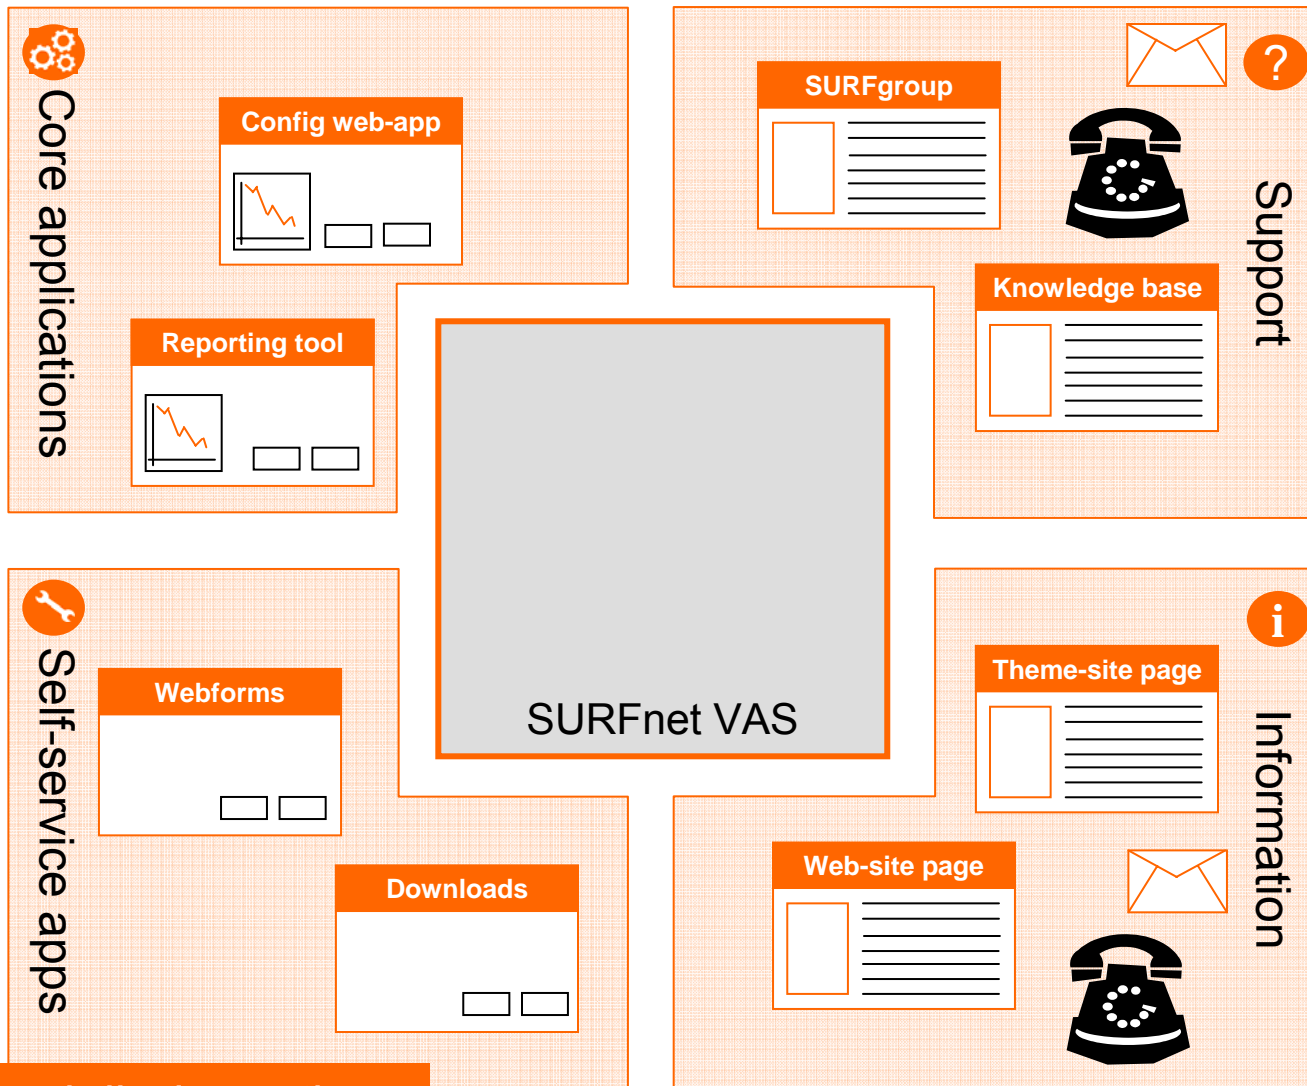 Core applications
Config web-app
Reporting tool
?
Support
SURFgroup
Knowledge base
SURFnet VAS
Self-service apps
Webforms
Downloads
i
Information
Theme-site page
Web-site page